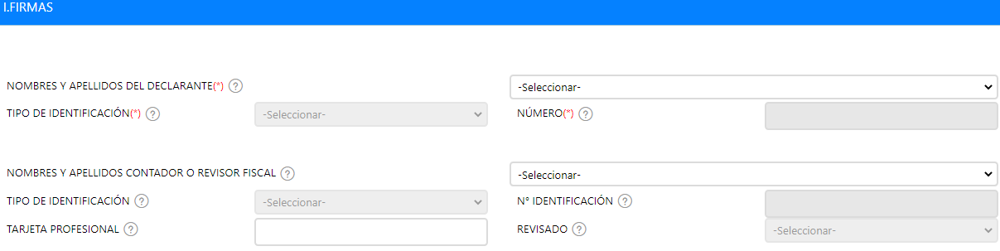 I.FIRMAS
NOMBRES Y APELLIDOS DEL DECLARANTE(*) ? -Seleccionar-
TIPO DE IDENTIFICACIÓN(*) ? -Seleccionar- NÚMERO(*) ?
NOMBRES Y APELLIDOS CONTADOR O REVISOR FISCAL ? -Seleccionar-
TIPO DE IDENTIFICACIÓN ? -Seleccionar- N° IDENTIFICACIÓN ?
TARJETA PROFESIONAL ? REVISADO ? -Seleccionar-